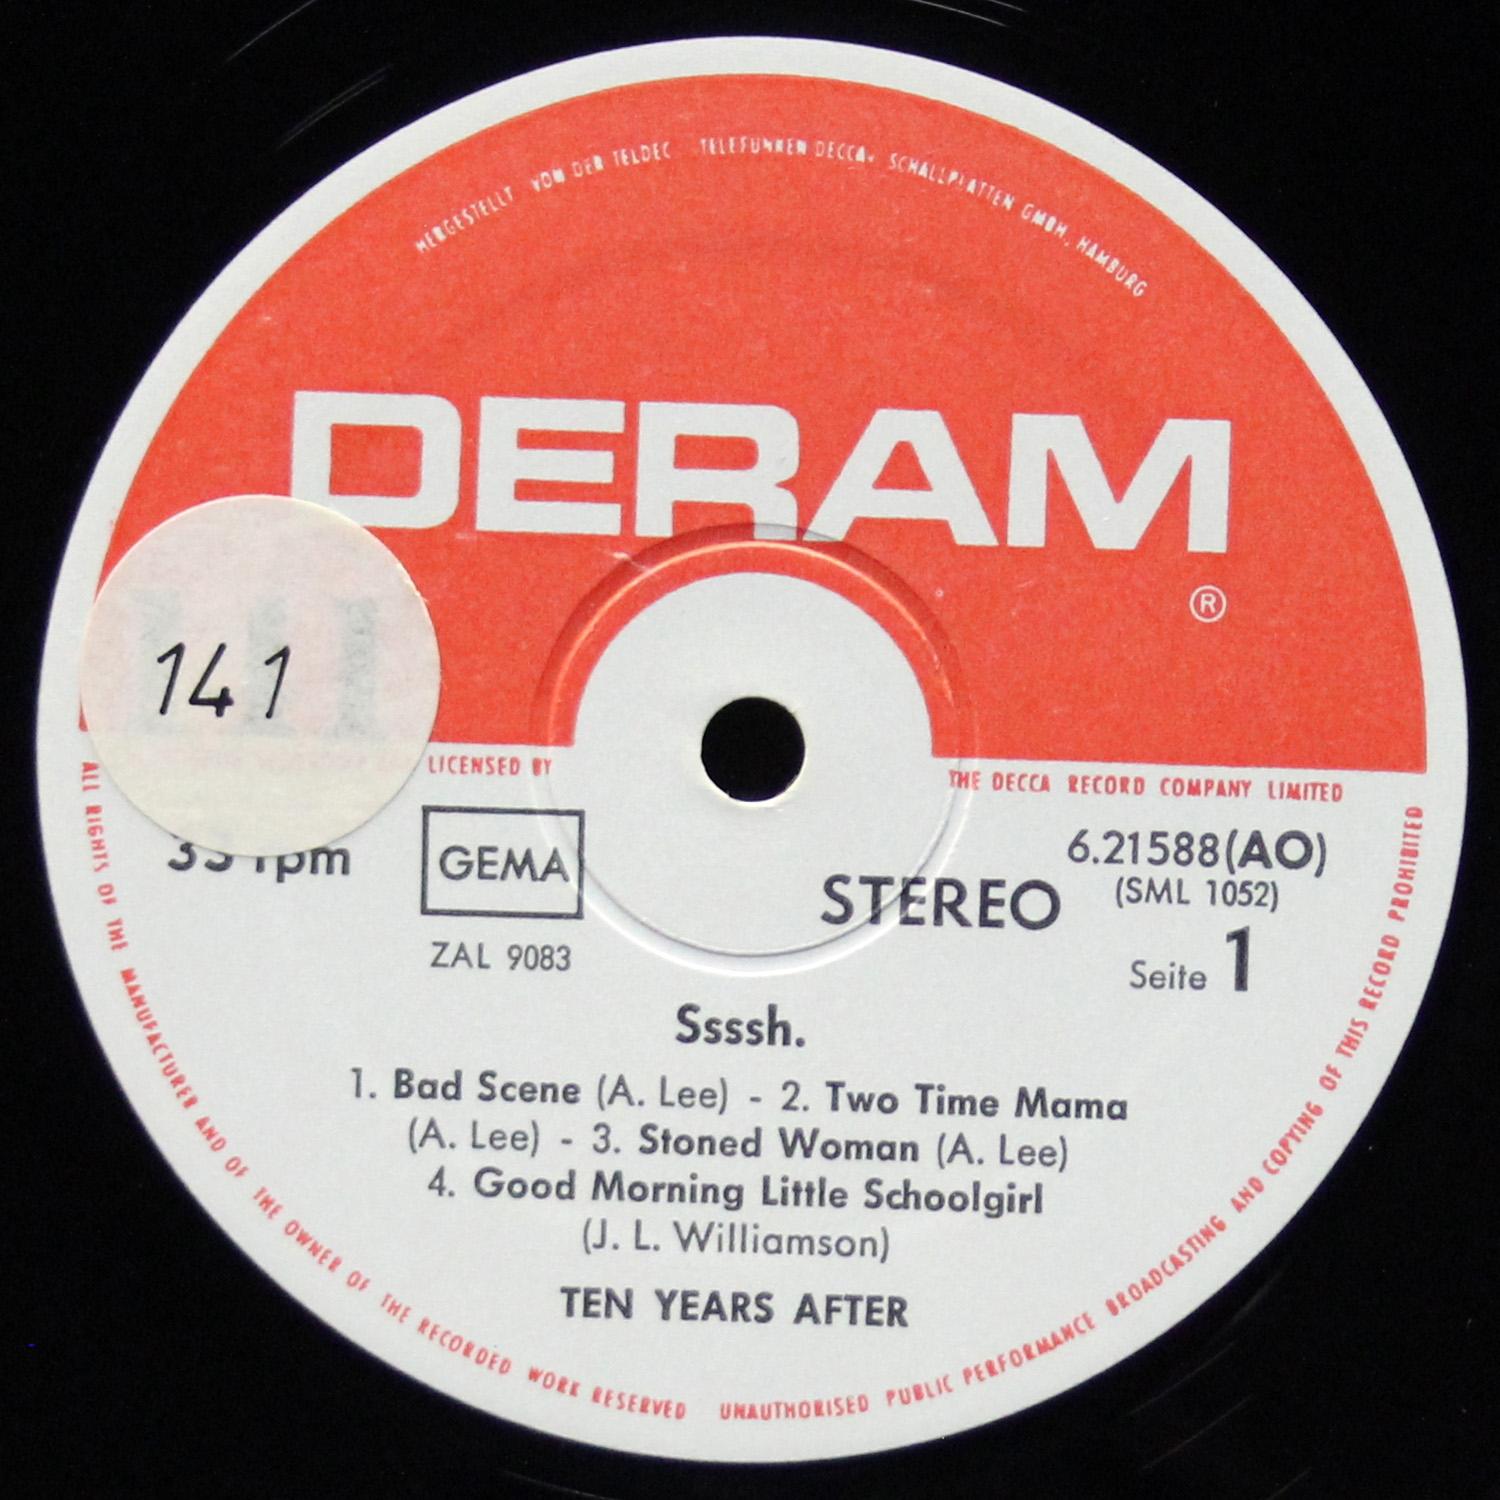 HERGESTELLT VON DER TELDEC »TELEFUNKEN DECCA« SCHALLPLATTEN GMBH, HAMBURG
DERAM
®
141
LICENSED BY THE DECCA RECORD COMPANY LIMITED
33 rpm
GEMA
ZAL 9083
STEREO
6.21588(AO)
(SML 1052)
Seite 1
Ssssh.
1. Bad Scene (A. Lee) - 2. Two Time Mama
(A. Lee) - 3. Stoned Woman (A. Lee)
4. Good Morning Little Schoolgirl
(J. L. Williamson)
TEN YEARS AFTER
ALL RIGHTS OF THE MANUFACTURER AND OF THE OWNER OF THE RECORDED WORK RESERVED UNAUTHORISED PUBLIC PERFORMANCE BROADCASTING AND COPYING OF THIS RECORD PROHIBITED